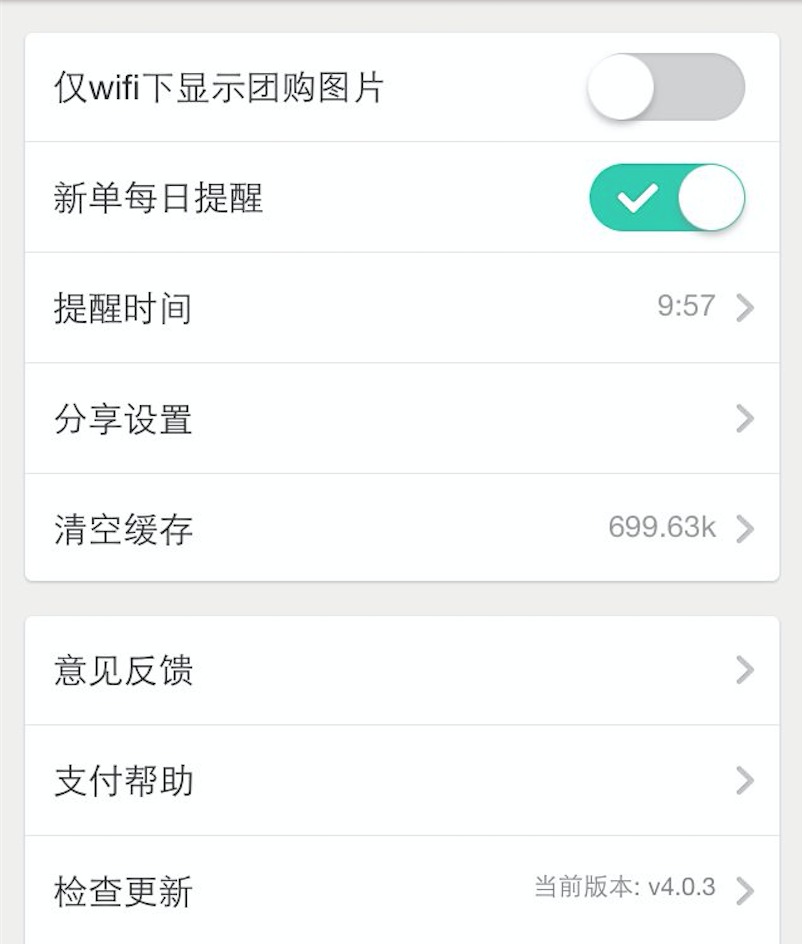 仅wifi下显示团购图片
新单每日提醒
提醒时间 9:57
分享设置
清空缓存 699.63k
意见反馈
支付帮助
检查更新 当前版本: v4.0.3